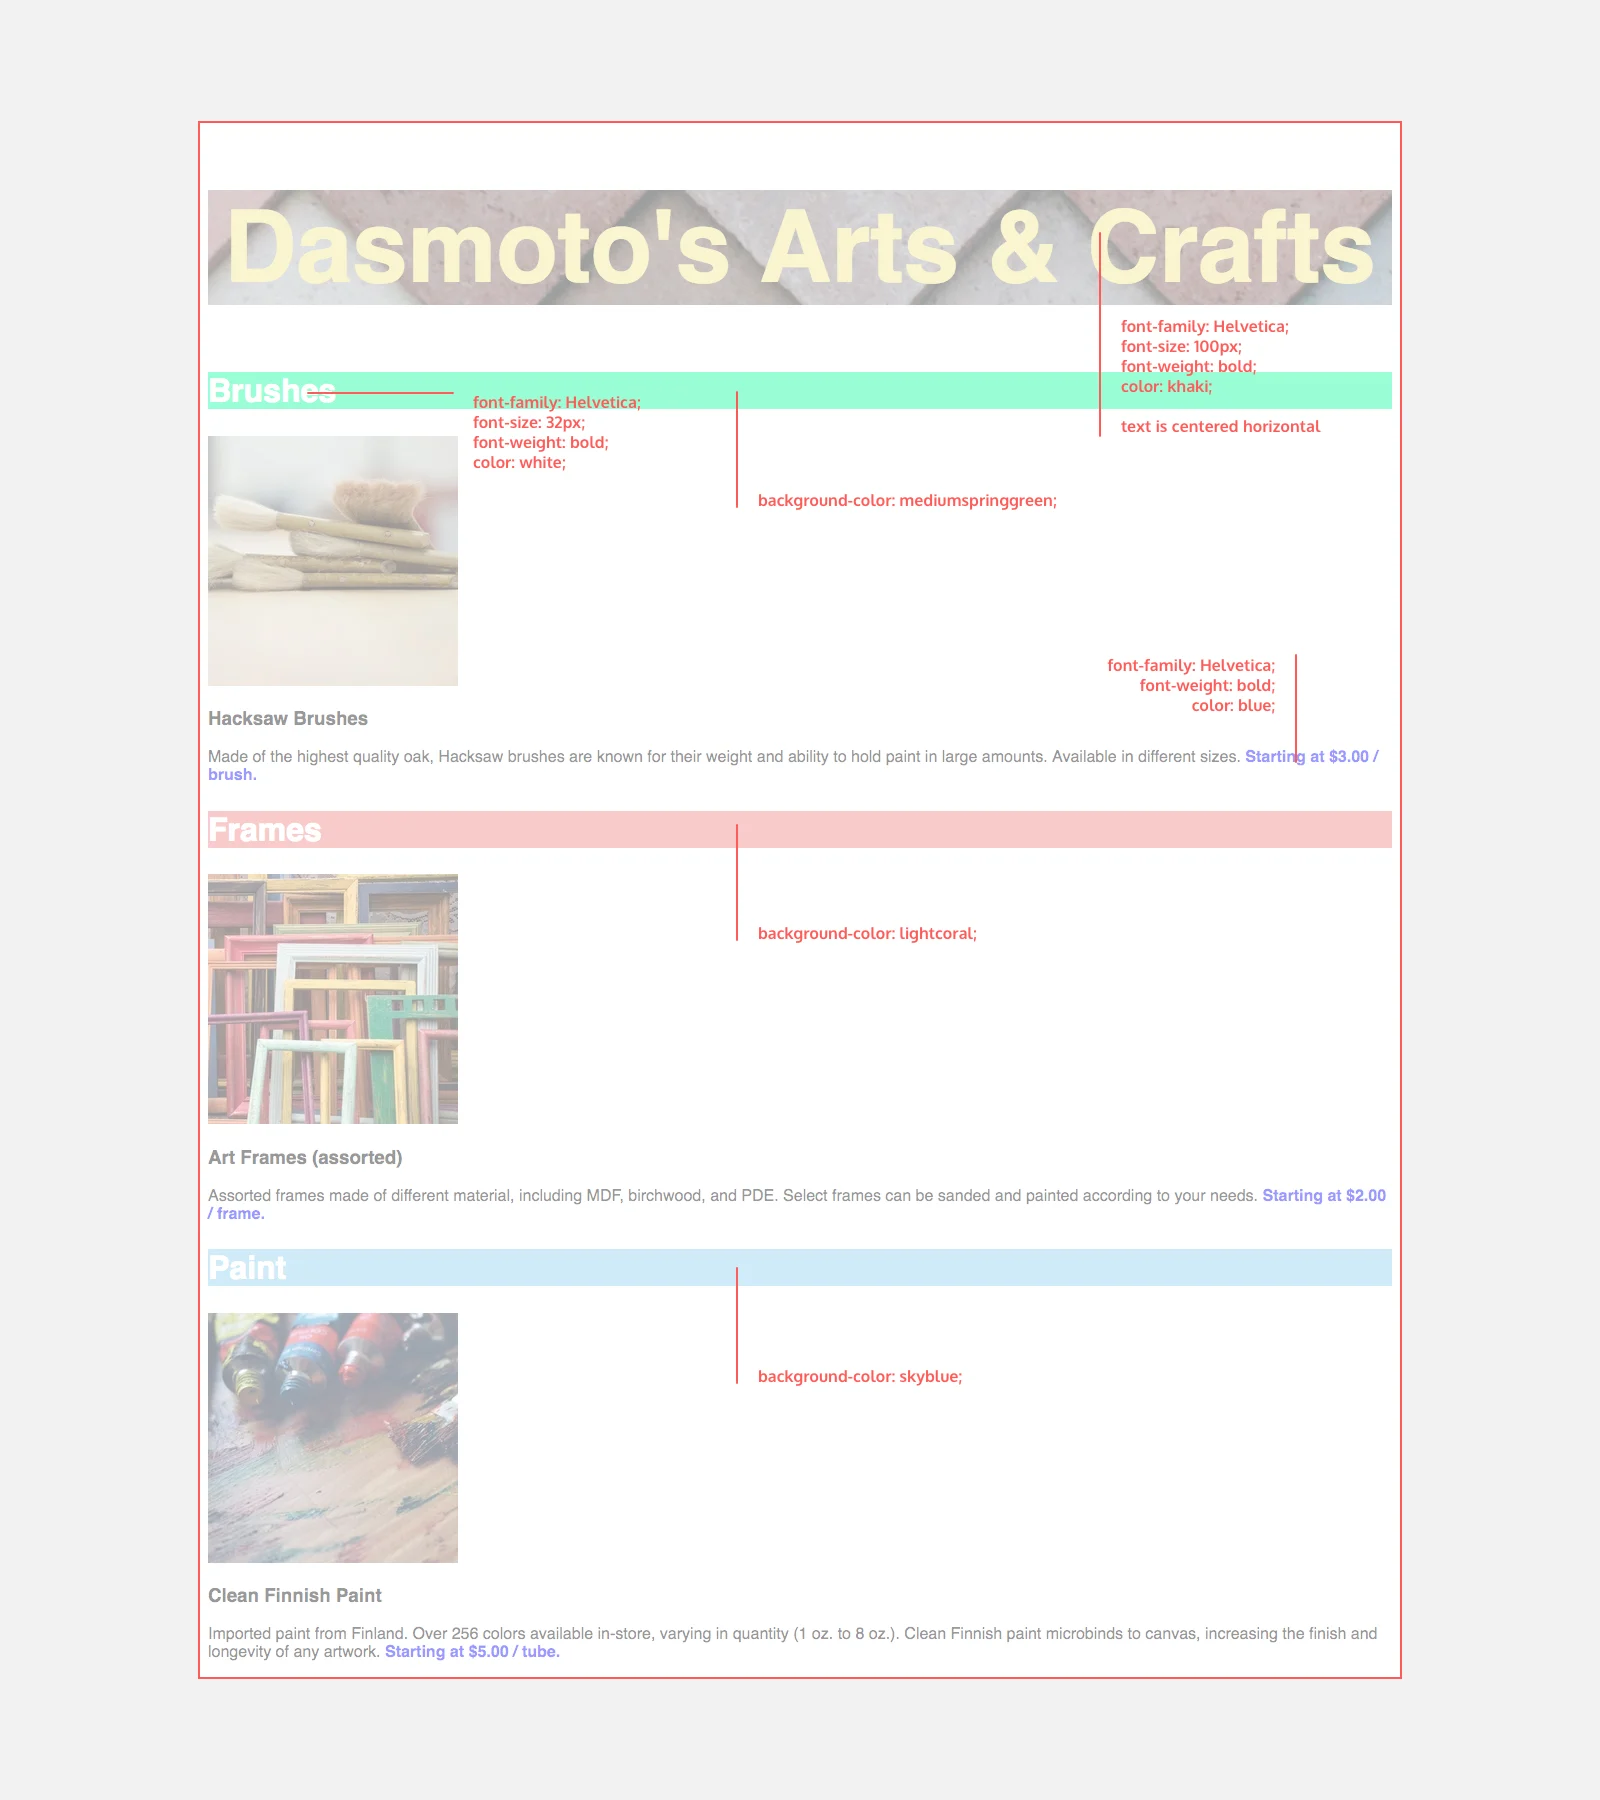 Dasmoto's Arts & Crafts
font-family: Helvetica;
font-size: 100px;
font-weight: bold;
color: khaki;
text is centered horizontal
Brushes
font-family: Helvetica;
font-size: 32px;
font-weight: bold;
color: white;
background-color: mediumspringgreen;
font-family: Helvetica;
font-weight: bold;
color: blue;
Hacksaw Brushes
Made of the highest quality oak, Hacksaw brushes are known for their weight and ability to hold paint in large amounts. Available in different sizes. Starting at $3.00 /
brush.
Frames
background-color: lightcoral;
Art Frames (assorted)
Assorted frames made of different material, including MDF, birchwood, and PDE. Select frames can be sanded and painted according to your needs. Starting at $2.00
/ frame.
Paint
background-color: skyblue;
Clean Finnish Paint
Imported paint from Finland. Over 256 colors available in-store, varying in quantity (1 oz. to 8 oz.). Clean Finnish paint microbinds to canvas, increasing the finish and
longevity of any artwork. Starting at $5.00 / tube.